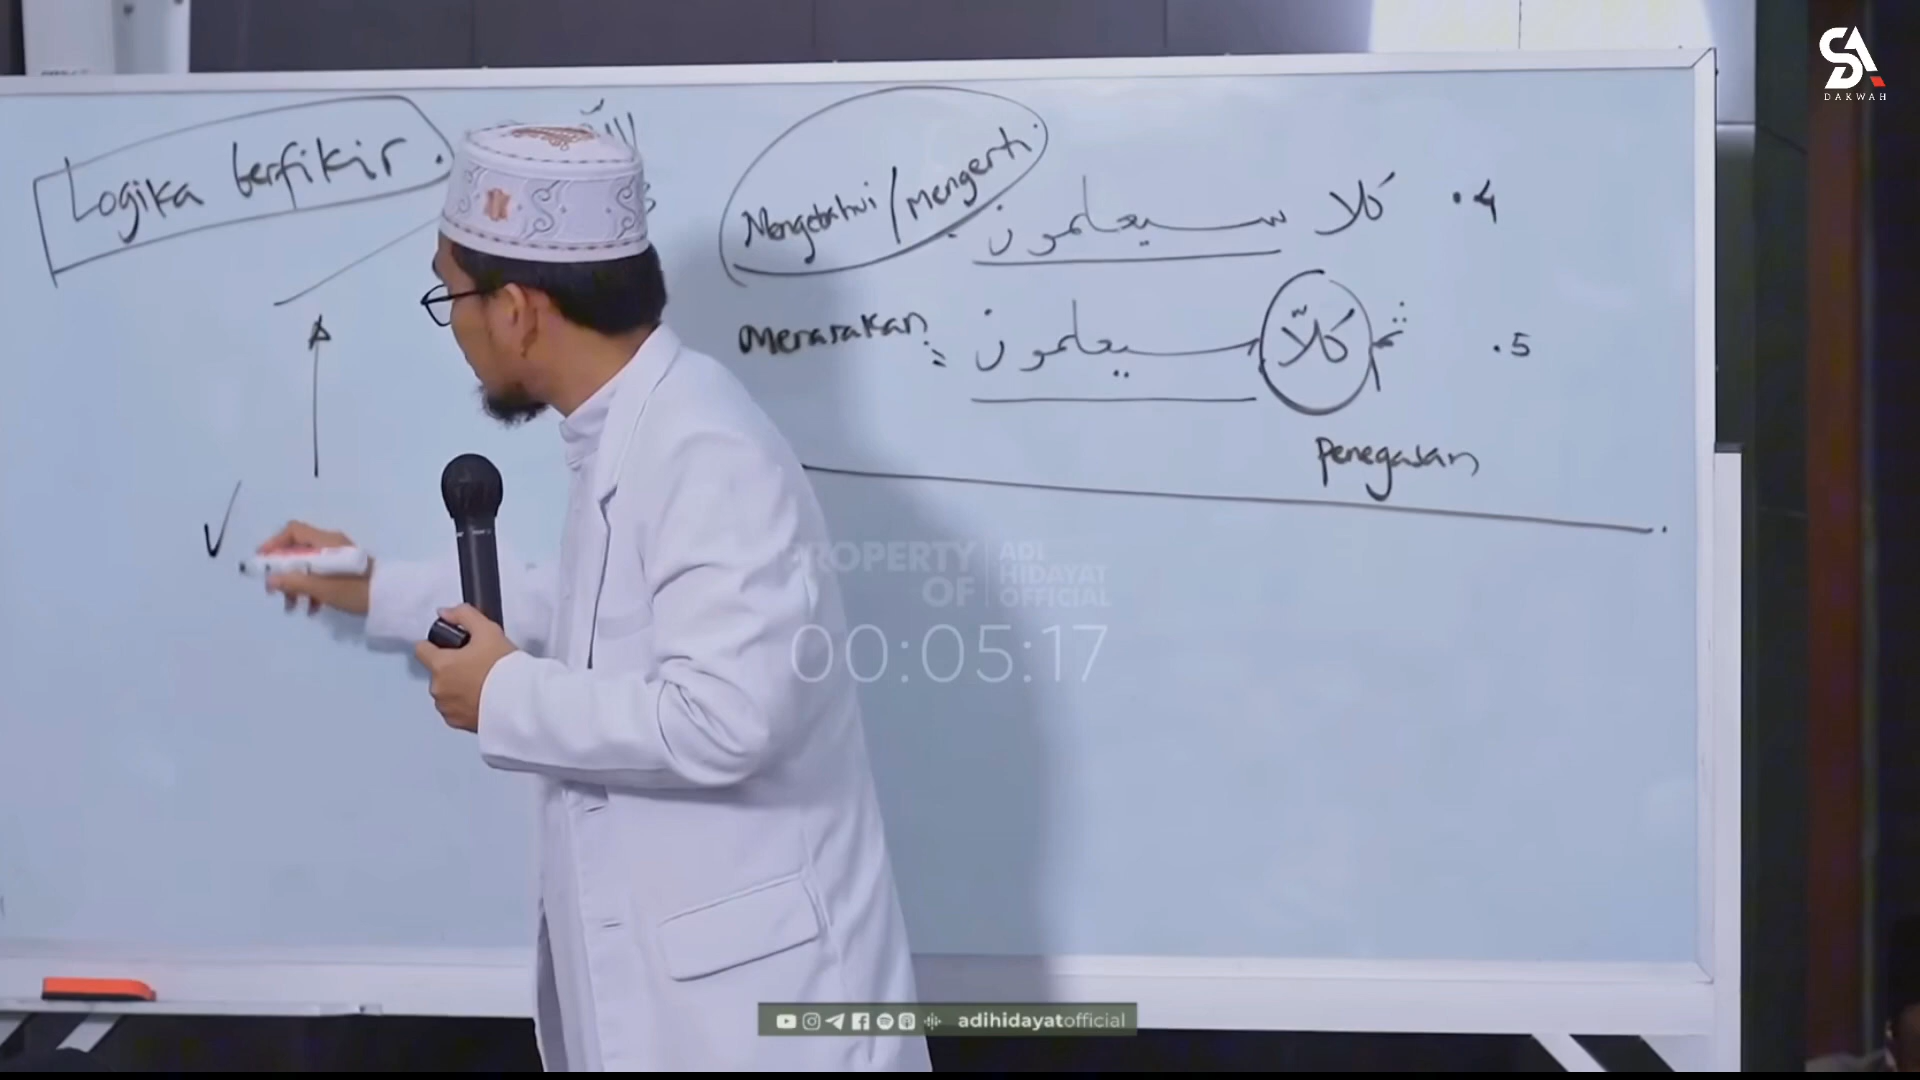 SA
DAKWAH
Logika berfikir.
Mengetahui / mengerti.
كلا سيعلمون
.4
Merasakan
ثم كلاّ سيعلمون
.5
Penegasan
PROPERTY OF
ADI HIDAYAT OFFICIAL
00:05:17
adihidayatofficial